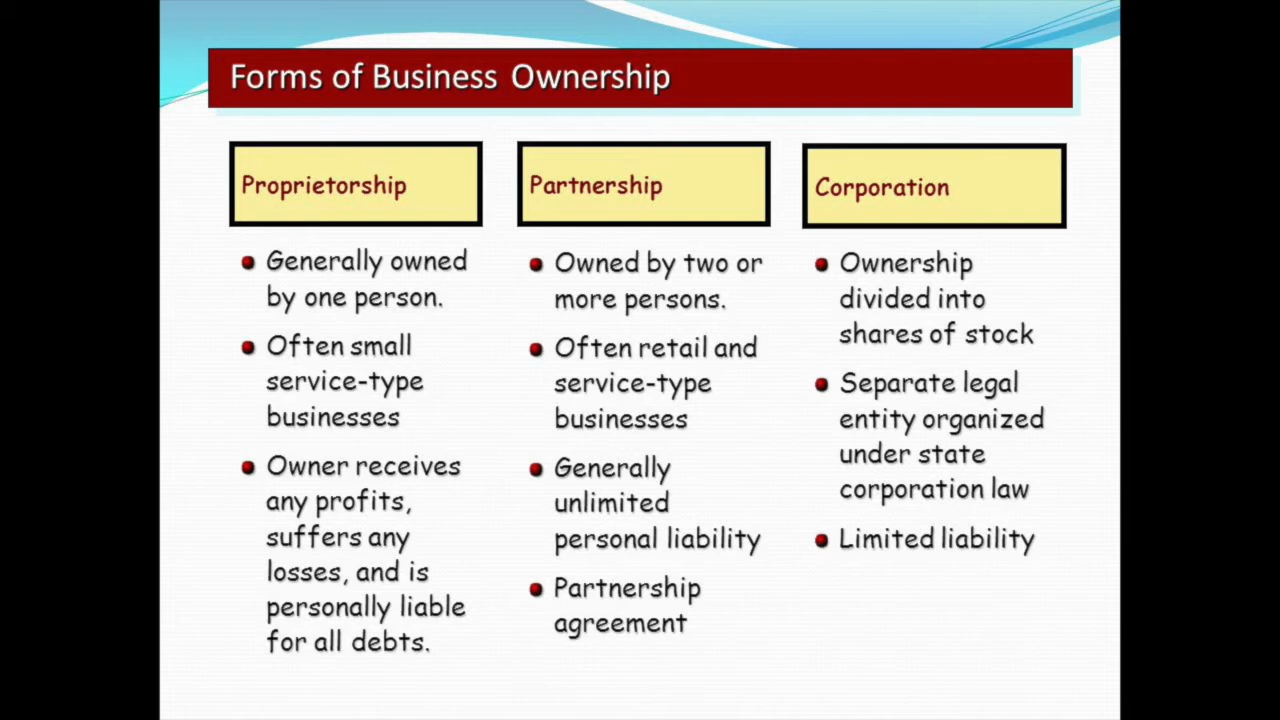 Forms of Business Ownership
Proprietorship
Generally owned
by one person.
Often small
service-type
businesses
Owner receives
any profits,
suffers any
losses, and is
personally liable
for all debts.
Partnership
Owned by two or
more persons.
Often retail and
service-type
businesses
Generally
unlimited
personal liability
Partnership
agreement
Corporation
Ownership
divided into
shares of stock
Separate legal
entity organized
under state
corporation law
Limited liability